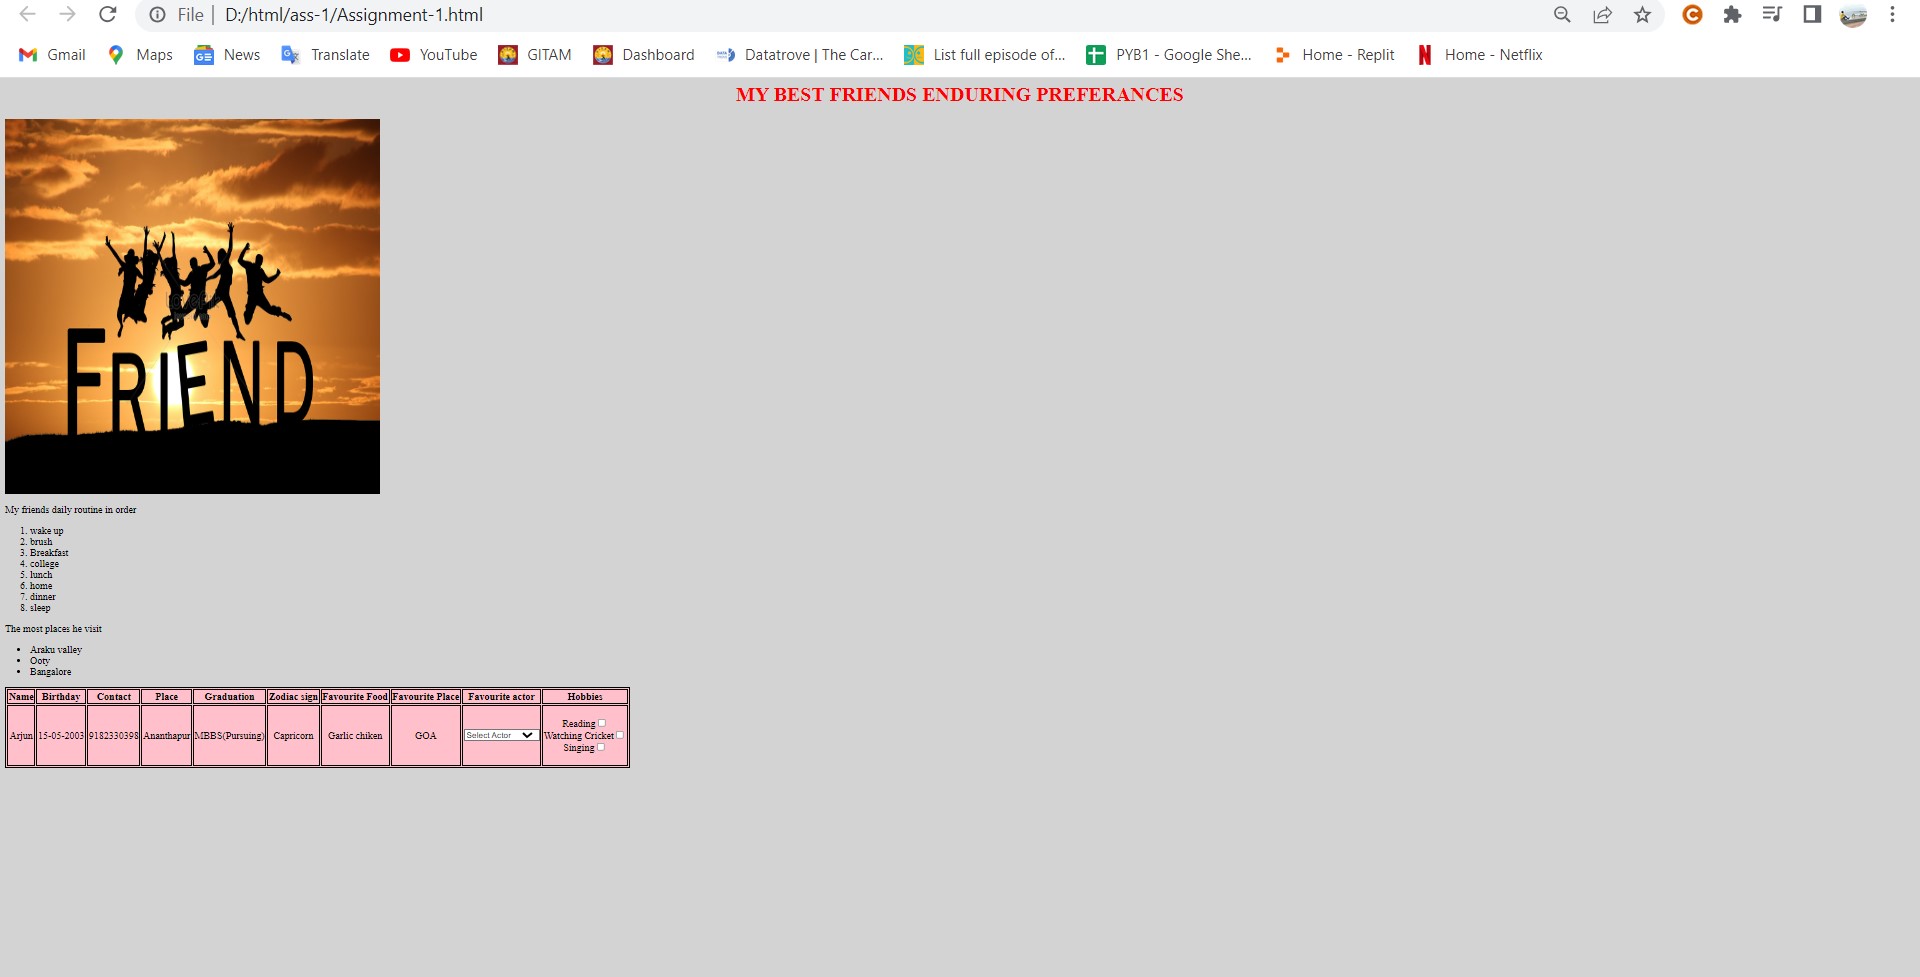 File | D:/html/ass-1/Assignment-1.html
Gmail Maps News Translate YouTube GITAM Dashboard Datatrove | The Car... List full episode of... PYB1 - Google She... Home - Replit Home - Netflix
MY BEST FRIENDS ENDURING PREFERANCES
FRIEND
My friends daily routine in order
1. wake up
2. brush
3. Breakfast
4. college
5. lunch
6. home
7. dinner
8. sleep
The most places he visit
• Araku valley
• Ooty
• Bangalore
Name Birthday Contact Place Graduation Zodiac sign Favourite Food Favourite Place Favourite actor Hobbies
Arjun 15-05-2003 9182330398 Ananthapur MBBS(Pursuing) Capricorn Garlic chiken GOA Select Actor Reading
Watching Cricket
Singing